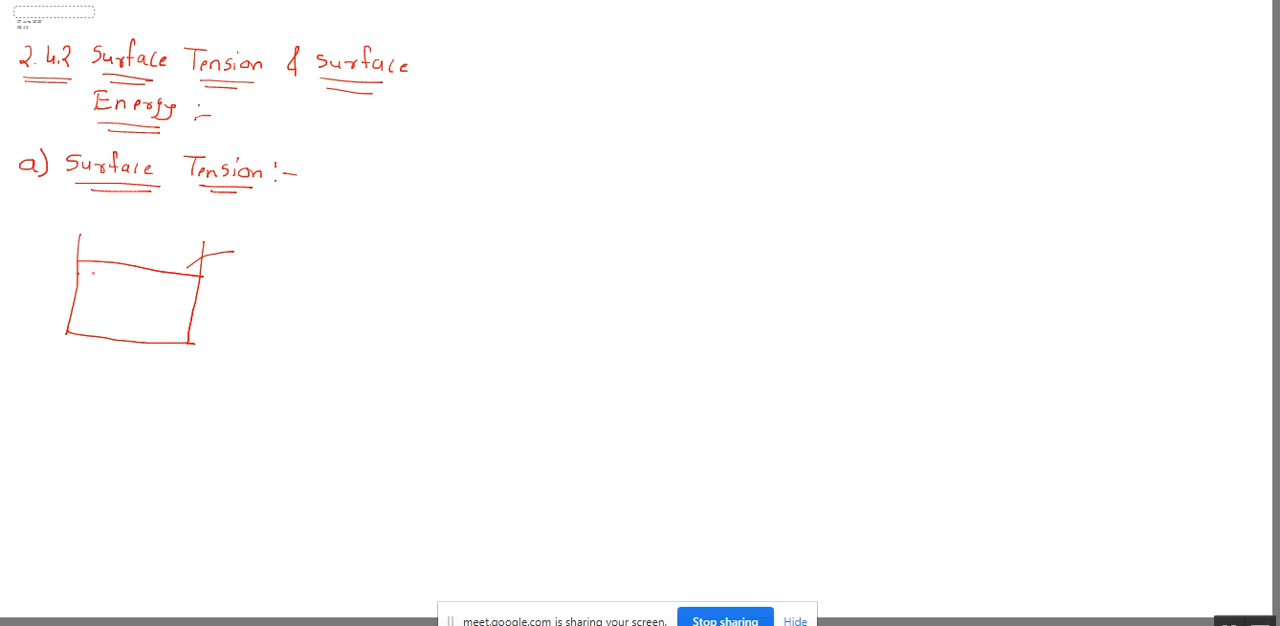 2.4.2 Surface Tension & surface
Energy :-
a) Surface Tension :-
meet.google.com is sharing your screen.
Stop sharing
Hide